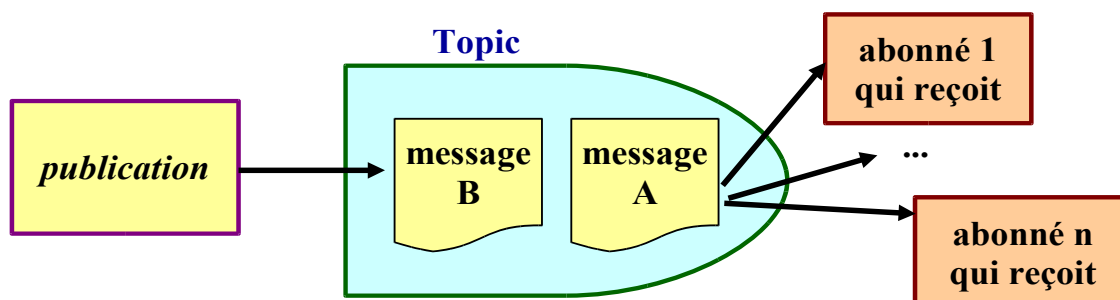 Topic
publication
message
B
message
A
abonné 1
qui reçoit
...
abonné n
qui reçoit